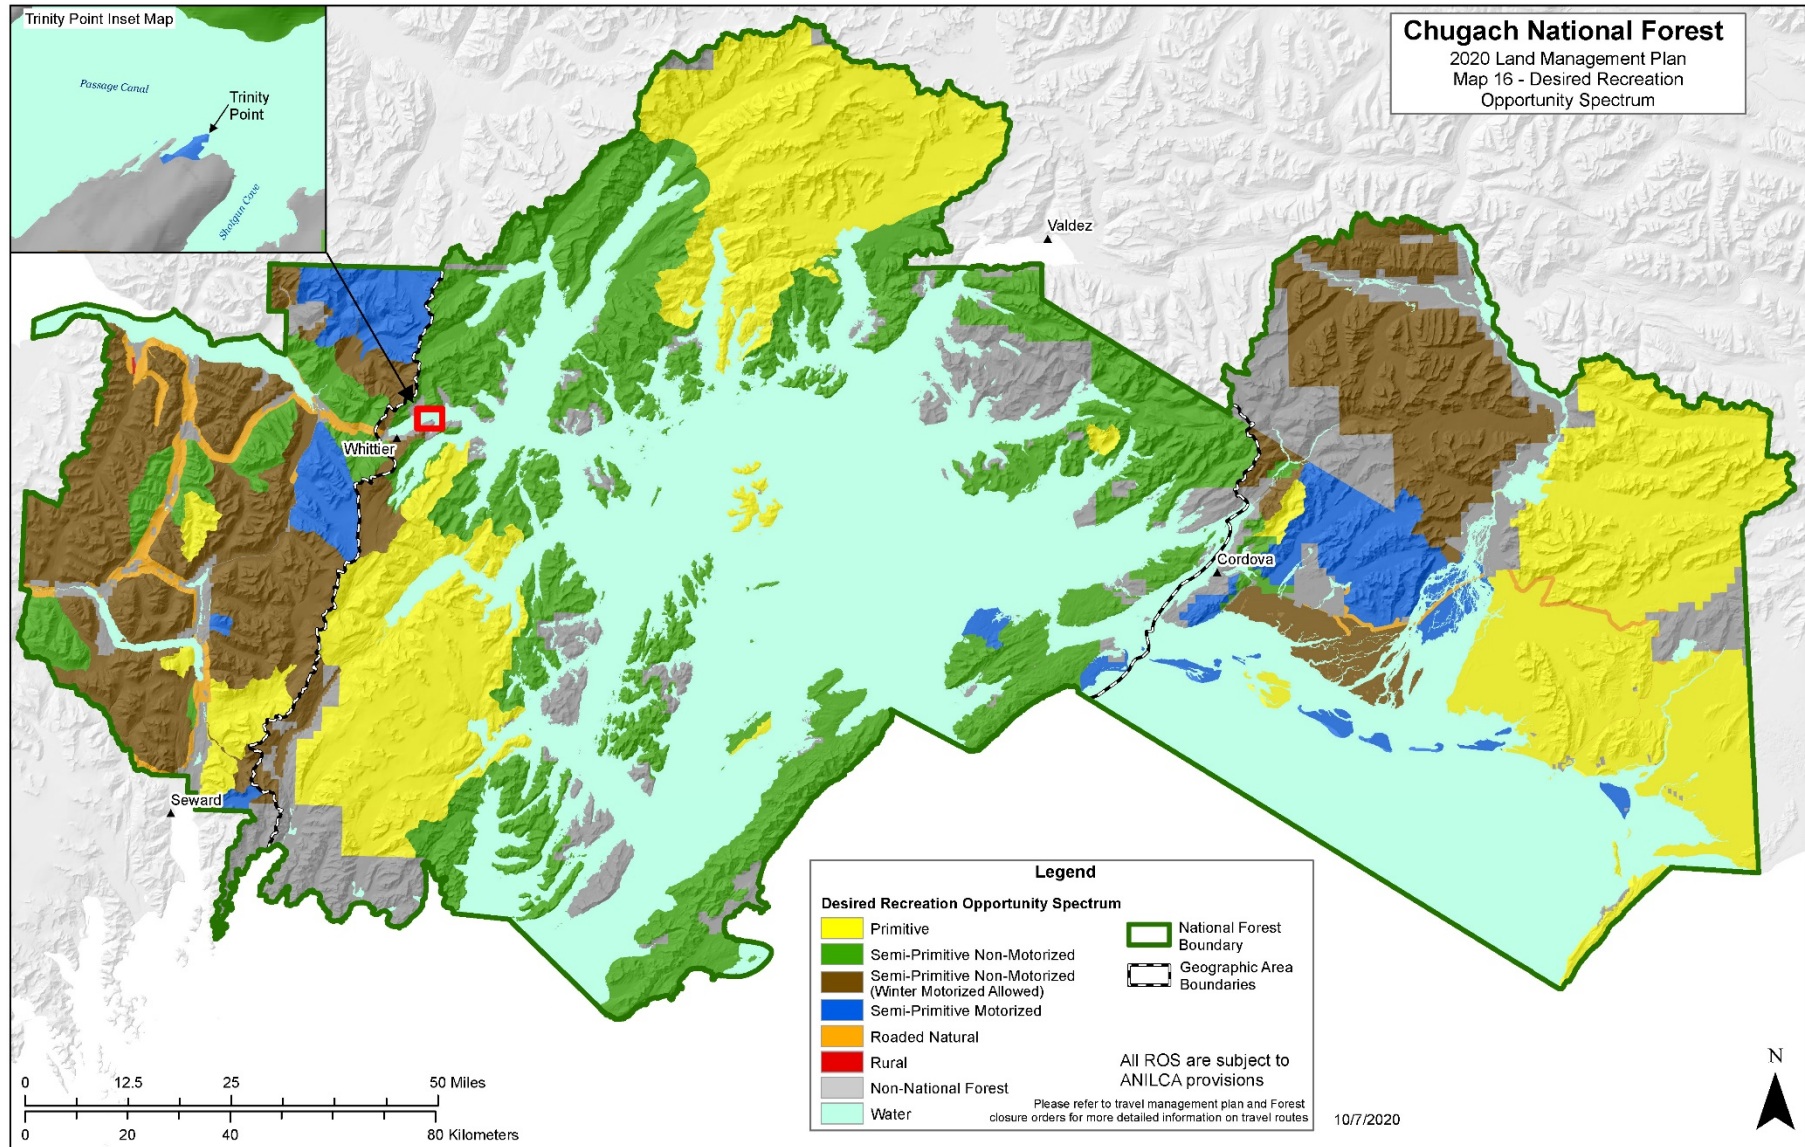 Trinity Point Inset Map
Passage Canal
Trinity
Point
Shotgun Cove
Chugach National Forest
2020 Land Management Plan
Map 16 - Desired Recreation
Opportunity Spectrum
Valdez
Whittier
Cordova
Seward
Legend
Desired Recreation Opportunity Spectrum
Primitive
Semi-Primitive Non-Motorized
Semi-Primitive Non-Motorized
(Winter Motorized Allowed)
Semi-Primitive Motorized
Roaded Natural
Rural
Non-National Forest
Water
National Forest
Boundary
Geographic Area
Boundaries
All ROS are subject to
ANILCA provisions
Please refer to travel management plan and Forest
closure orders for more detailed information on travel routes
0 12.5 25 50 Miles
0 20 40 80 Kilometers
10/7/2020
N